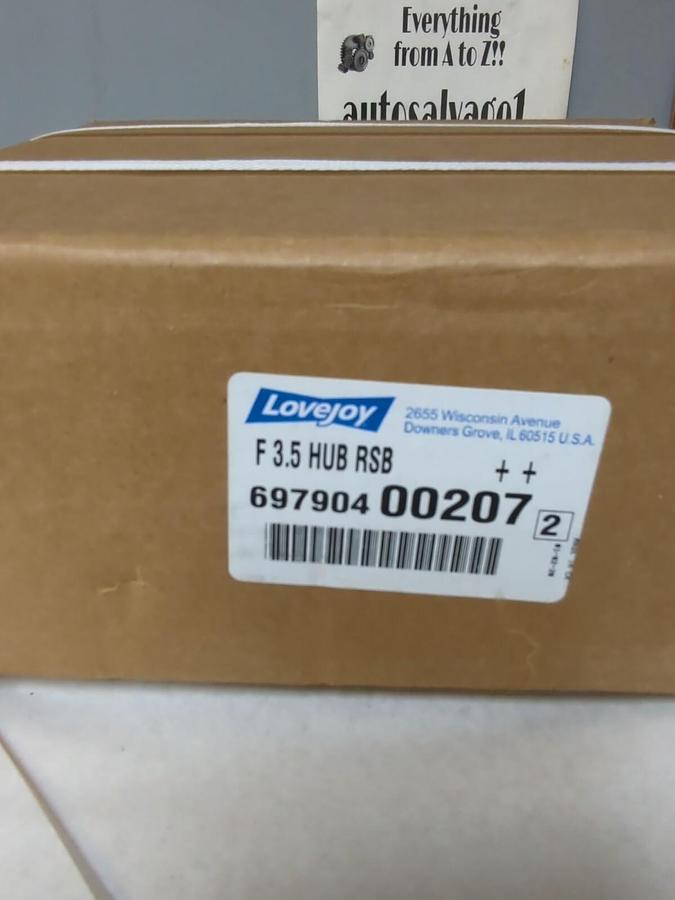 Everything
from A to Z!!
autosalvage1
Lovejoy
2655 Wisconsin Avenue
Downers Grove, IL 60515 U.S.A.
F 3.5 HUB RSB ++
697904 00207 2